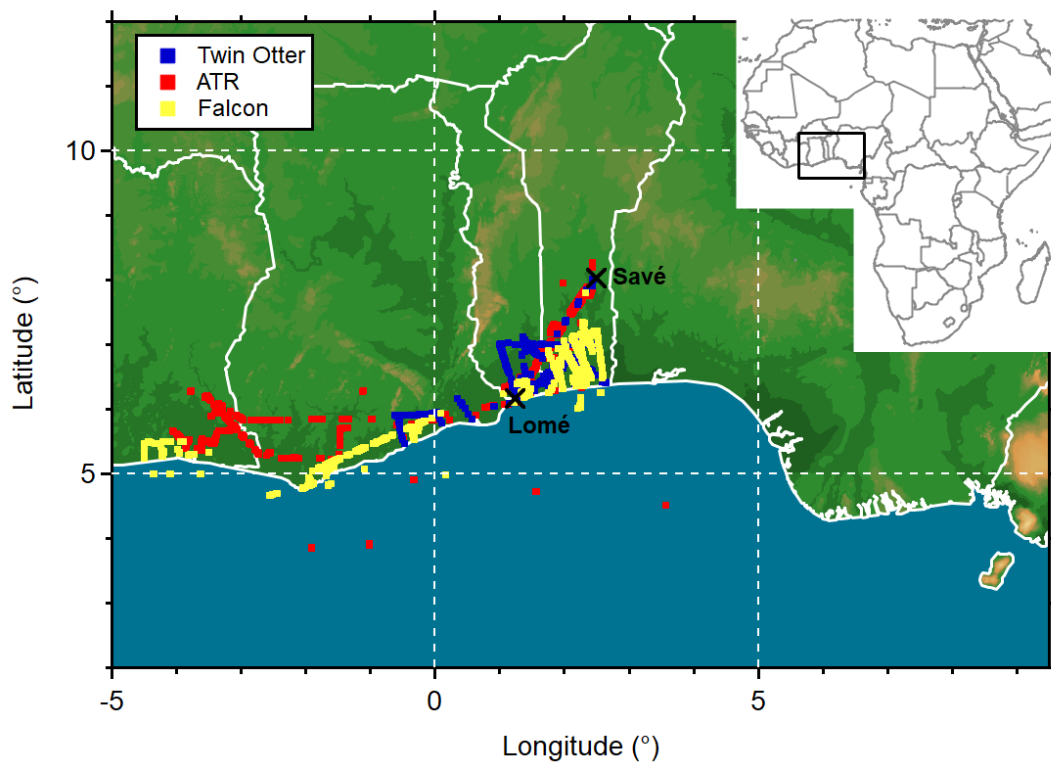 Twin Otter
ATR
Falcon
10
Savé
Latitude (°)
Lomé
5
-5
0
5
Longitude (°)